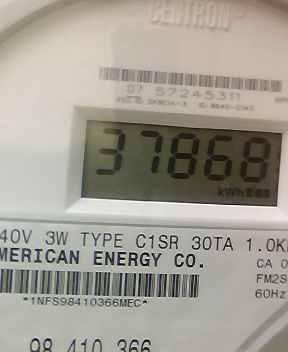 CENTRON®
07 57245311
37868
kWh
40V 3W TYPE C1SR 30TA 1.0K
MERICAN ENERGY CO.
CA 0
FM2S
*1NFS98410366MEC*
60Hz
98 410 366